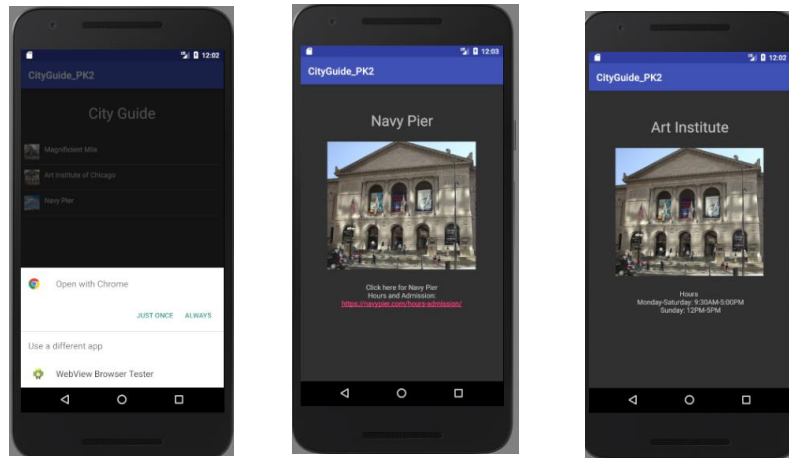 12:02
CityGuide_PK2
City Guide
Magnificent Mile
Art Institute of Chicago
Navy Pier
Open with Chrome
JUST ONCE ALWAYS
Use a different app
WebView Browser Tester
12:03
CityGuide_PK2
Navy Pier
Click here for Navy Pier
Hours and Admission:
https://navypier.com/hours-admission/
12:02
CityGuide_PK2
Art Institute
Hours
Monday-Saturday: 9:30AM-5:00PM
Sunday: 12PM-5PM